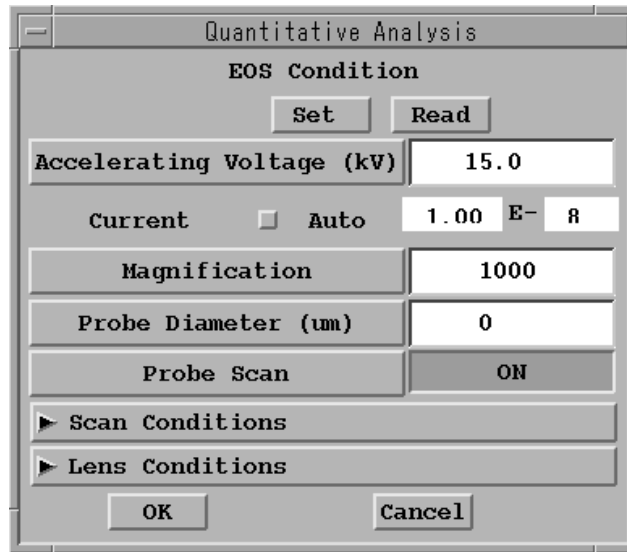 Quantitative Analysis
EOS Condition
Set Read
Accelerating Voltage (kV) 15.0
Current Auto 1.00 E- 8
Magnification 1000
Probe Diameter (um) 0
Probe Scan ON
Scan Conditions
Lens Conditions
OK Cancel